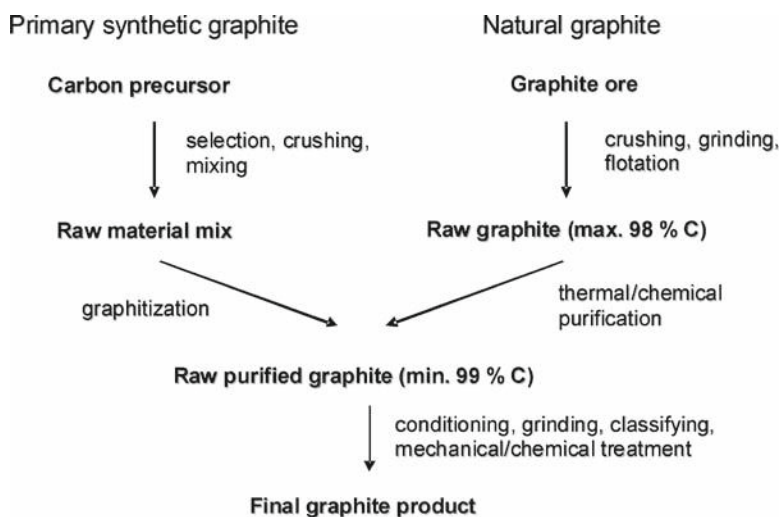 Primary synthetic graphite
Natural graphite
Carbon precursor
Graphite ore
selection, crushing,
mixing
crushing, grinding,
flotation
Raw material mix
Raw graphite (max. 98 % C)
graphitization
thermal/chemical
purification
Raw purified graphite (min. 99 % C)
conditioning, grinding, classifying,
mechanical/chemical treatment
Final graphite product